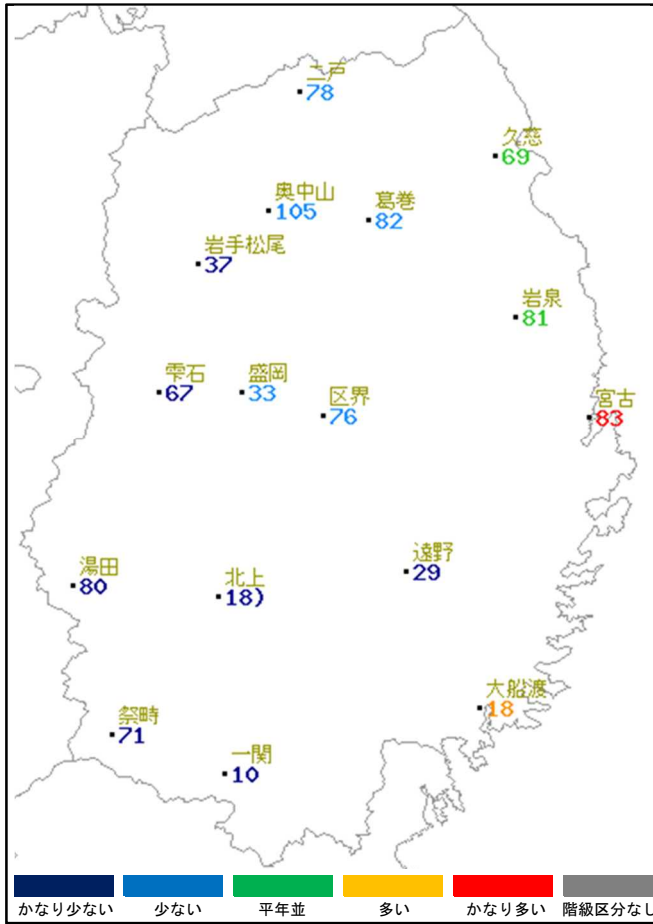 二戸
78
久慈
69
奥中山
105
葛巻
82
岩手松尾
37
岩泉
81
雫石
67
盛岡
33
区界
76
宮古
83
湯田
80
北上
18)
遠野
29
大船渡
18
祭畤
71
一関
10
かなり少ない
少ない
平年並
多い
かなり多い
階級区分なし